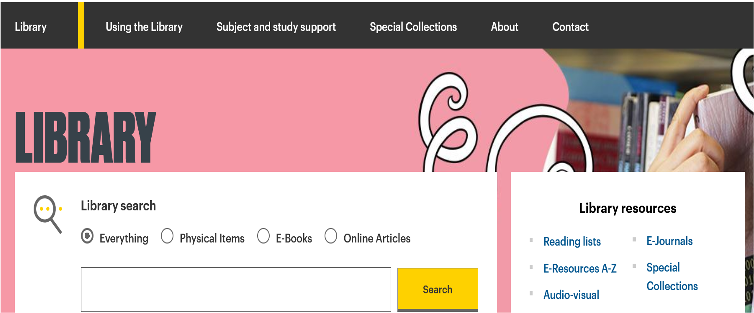 Library Using the Library Subject and study support Special Collections About Contact
LIBRARY
Library search
Everything Physical Items E-Books Online Articles
Search
Library resources
Reading lists
E-Resources A-Z
Audio-visual
E-Journals
Special
Collections